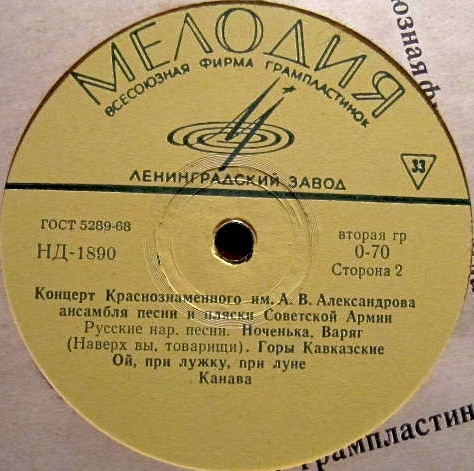 МЕЛОДИЯ
ВСЕСОЮЗНАЯ ФИРМА ГРАМПЛАСТИНОК
ЛЕНИНГРАДСКИЙ ЗАВОД
33
ГОСТ 5289-68
НД-1890
вторая гр
0-70
Сторона 2
Концерт Краснознаменного им. А. В. Александрова
ансамбля песни и пляски Советской Армии
Русские нар. песни. Ноченька. Варяг
(Наверх вы, товарищи). Горы Кавказские
Ой, при лужку, при луне
Канава